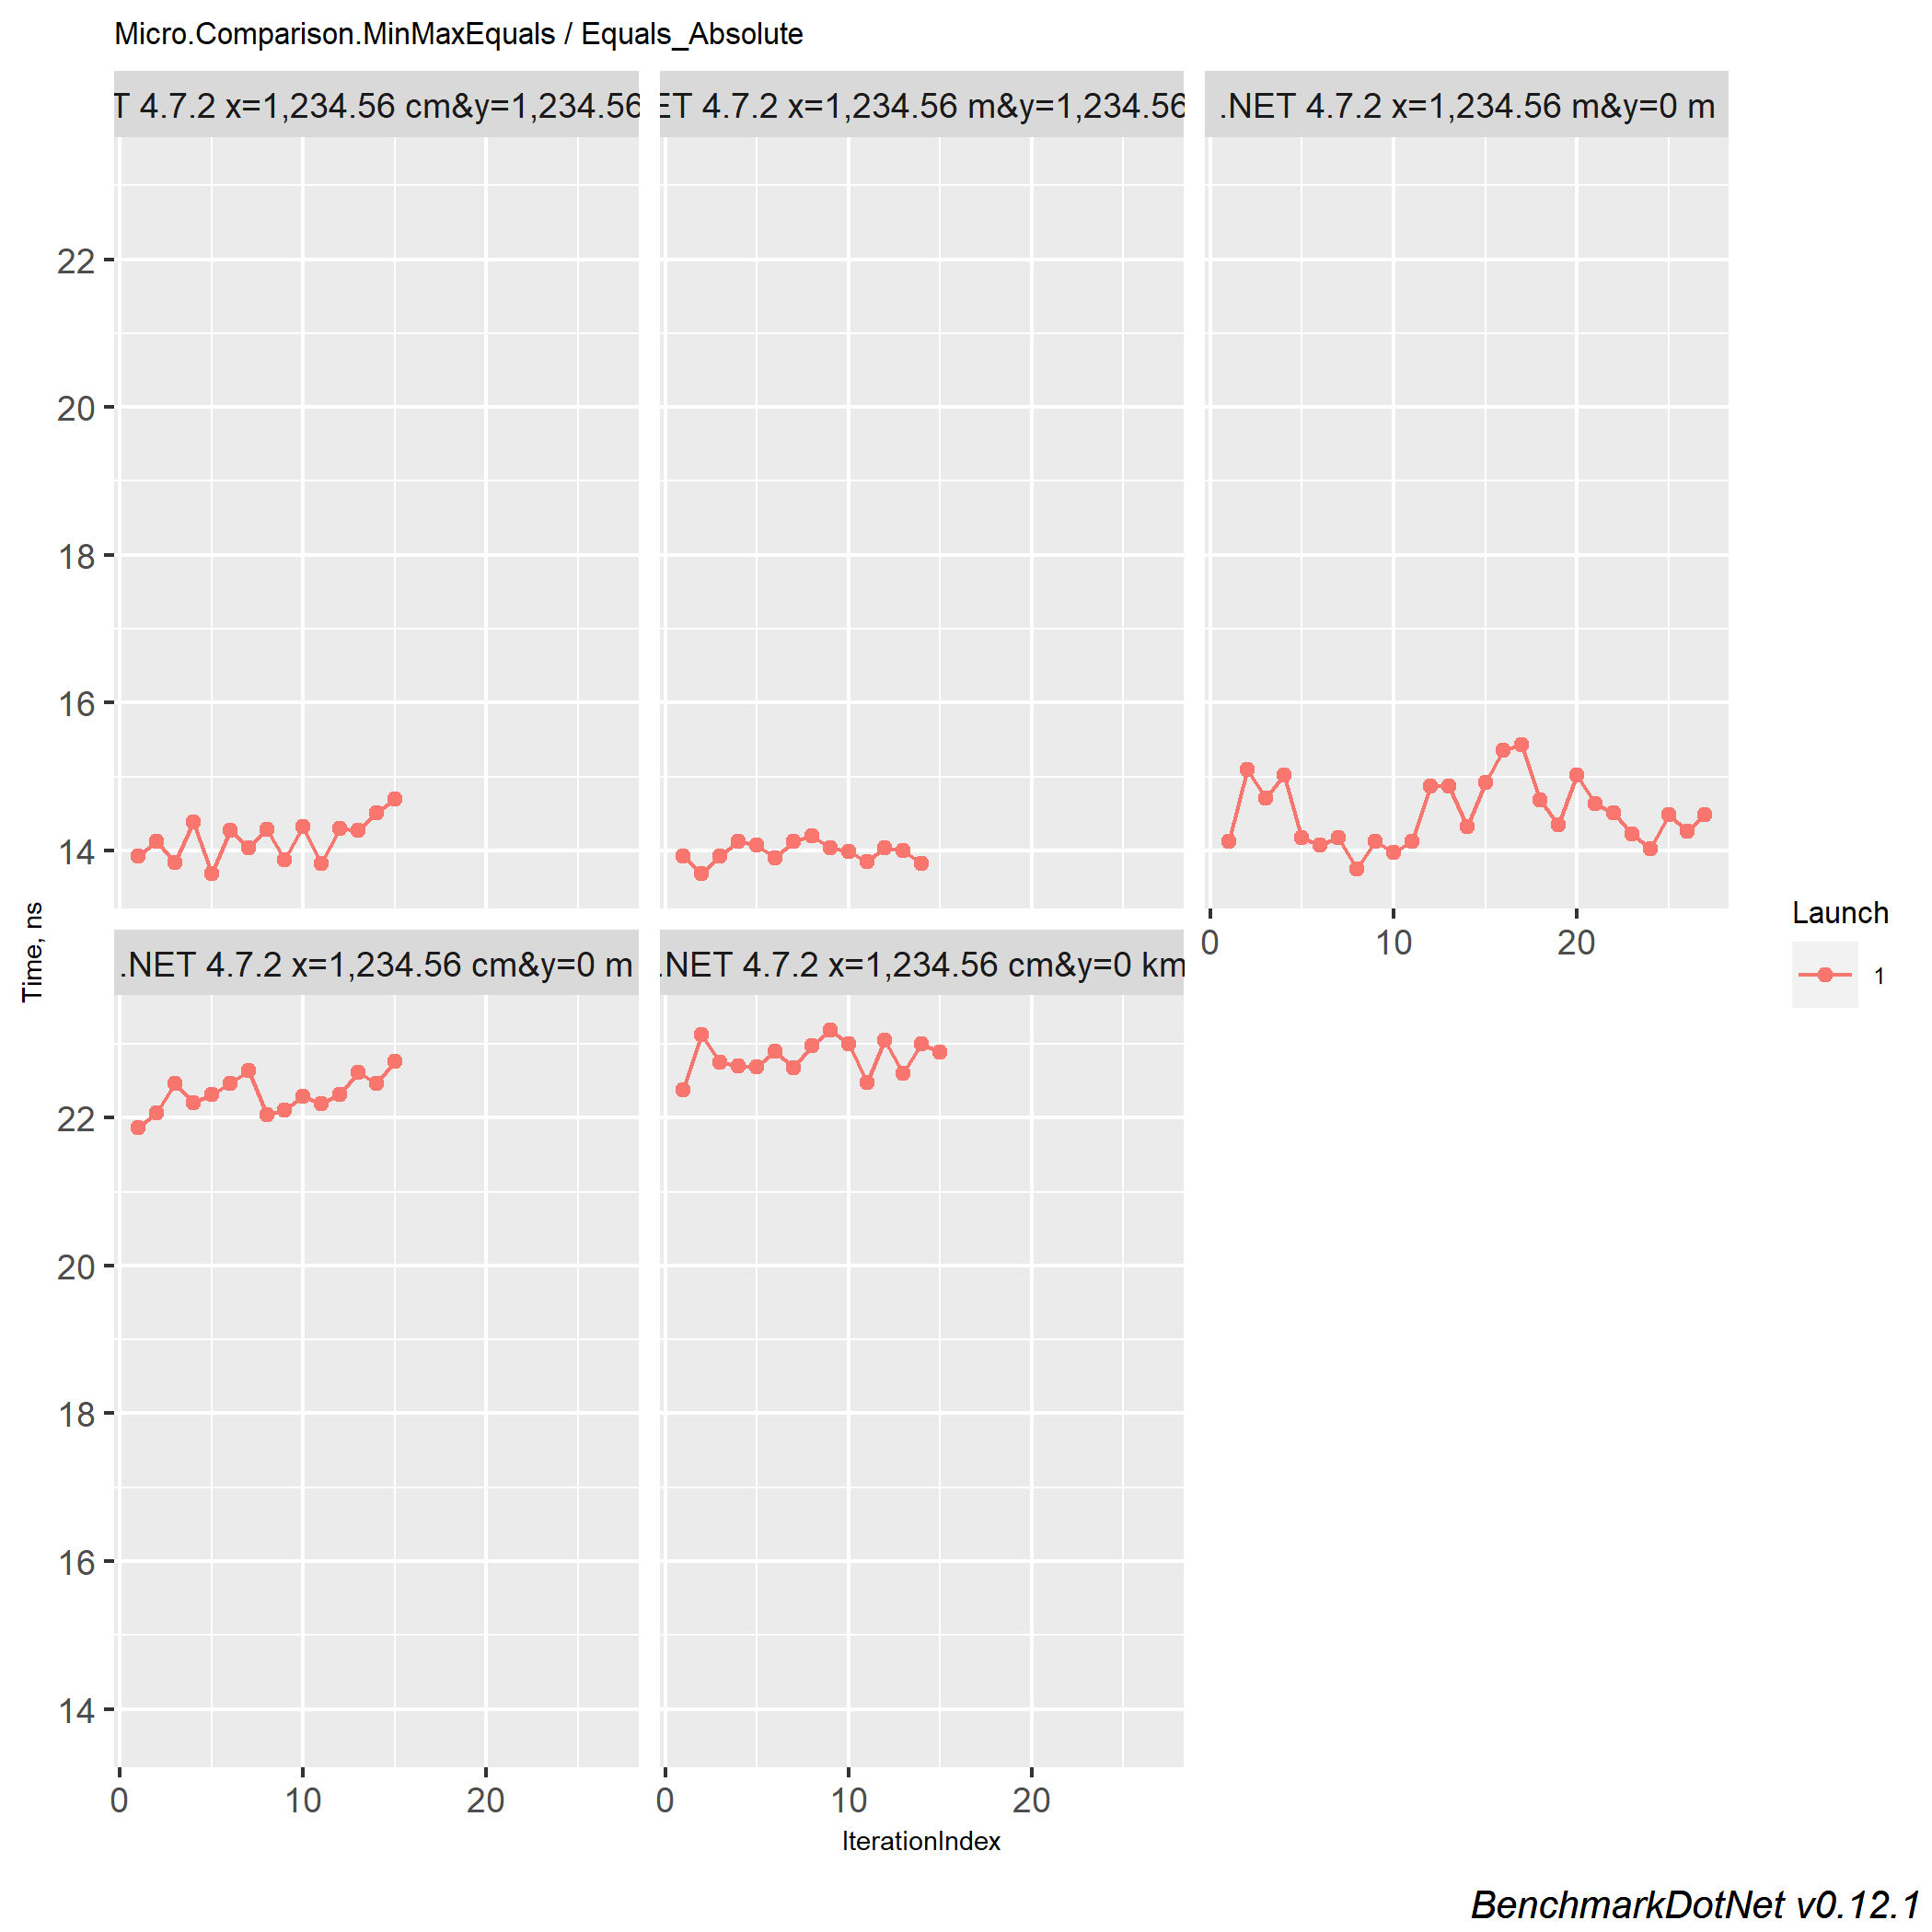 Micro.Comparison.MinMaxEquals / Equals_Absolute
T 4.7.2 x=1,234.56 cm&y=1,234.56
ET 4.7.2 x=1,234.56 m&y=1,234.56
.NET 4.7.2 x=1,234.56 m&y=0 m
22
20
18
16
14
0 10 20
.NET 4.7.2 x=1,234.56 cm&y=0 m
.NET 4.7.2 x=1,234.56 cm&y=0 km
22
20
18
16
14
0 10 20
0 10 20
Time, ns
IterationIndex
Launch
1
BenchmarkDotNet v0.12.1